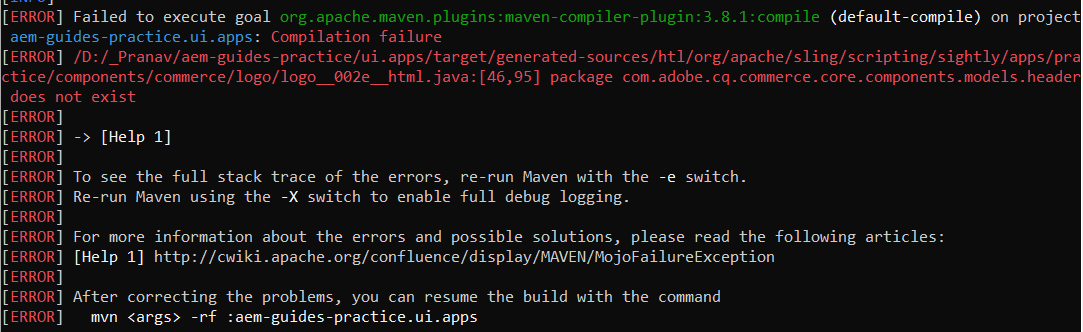 [INFO]
[ERROR] Failed to execute goal org.apache.maven.plugins:maven-compiler-plugin:3.8.1:compile (default-compile) on project
 aem-guides-practice.ui.apps: Compilation failure
[ERROR] /D:/_Pranav/aem-guides-practice/ui.apps/target/generated-sources/htl/org/apache/sling/scripting/sightly/apps/pra
ctice/components/commerce/logo/logo__002e__html.java:[46,95] package com.adobe.cq.commerce.core.components.models.header
 does not exist
[ERROR]
[ERROR] -> [Help 1]
[ERROR]
[ERROR] To see the full stack trace of the errors, re-run Maven with the -e switch.
[ERROR] Re-run Maven using the -X switch to enable full debug logging.
[ERROR]
[ERROR] For more information about the errors and possible solutions, please read the following articles:
[ERROR] [Help 1] http://cwiki.apache.org/confluence/display/MAVEN/MojoFailureException
[ERROR]
[ERROR] After correcting the problems, you can resume the build with the command
[ERROR]   mvn <args> -rf :aem-guides-practice.ui.apps